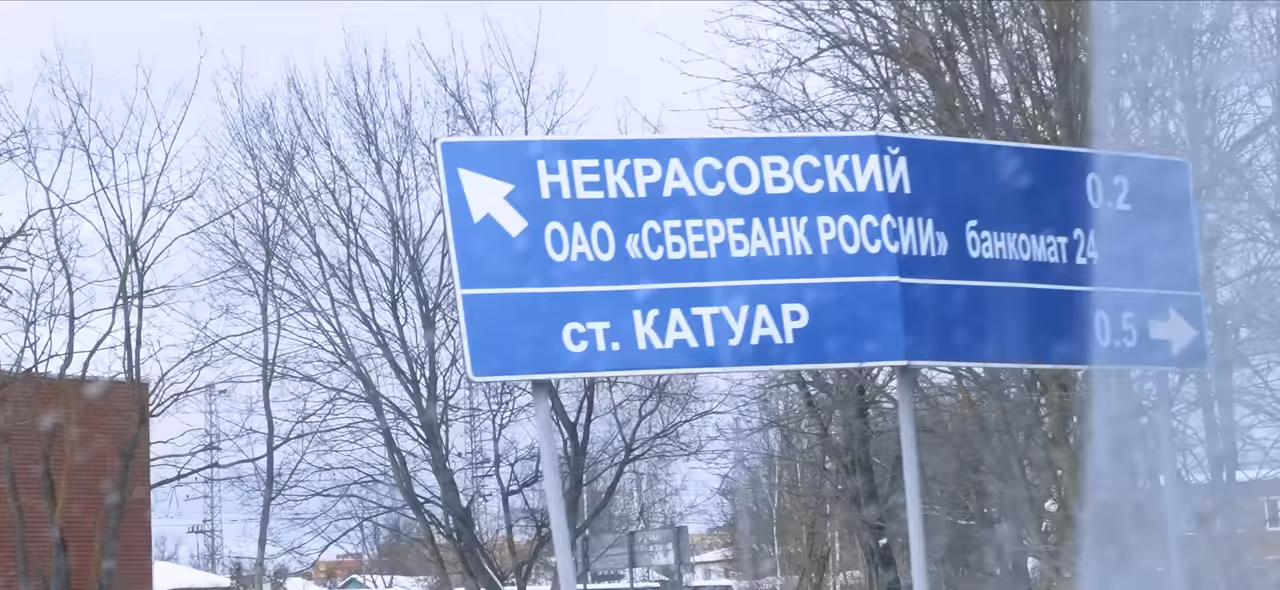 НЕКРАСОВСКИЙ 0.2
ОАО «СБЕРБАНК РОССИИ» банкомат 24
ст. КАТУАР 0.5